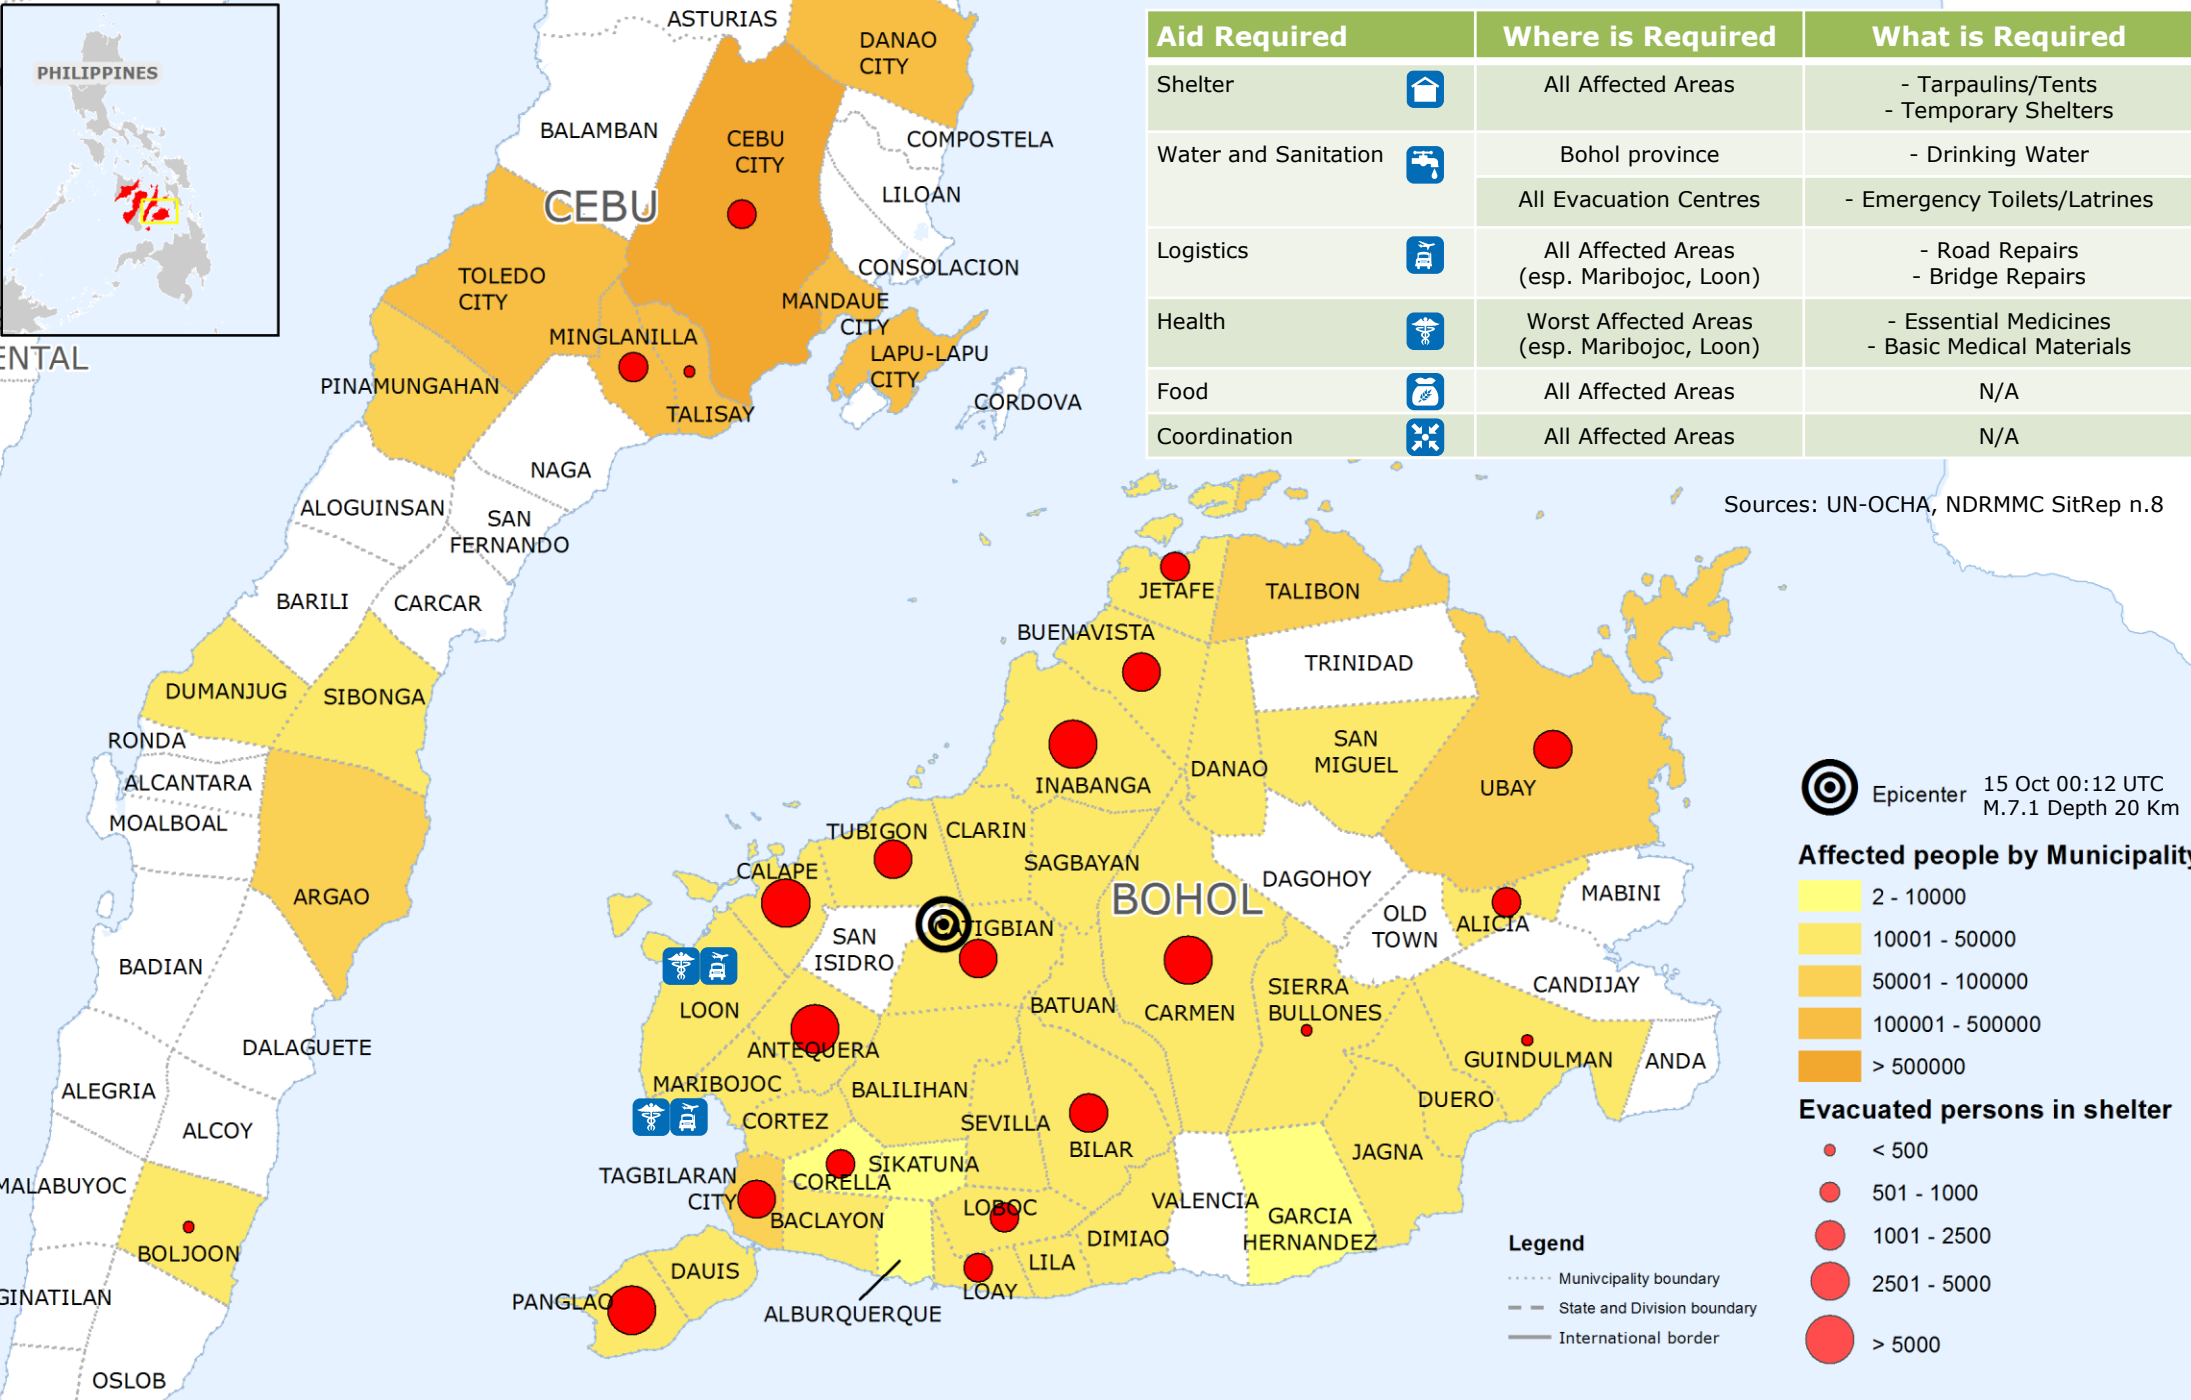 PHILIPPINES
ENTAL
ASTURIAS
DANAO
CITY
BALAMBAN
CEBU
CITY
COMPOSTELA
LILOAN
CEBU
CONSOLACION
TOLEDO
CITY
MANDAUE
CITY
MINGLANILLA
LAPU-LAPU
CITY
PINAMUNGAHAN
TALISAY
CORDOVA
NAGA
ALOGUINSAN
SAN
FERNANDO
BARILI
CARCAR
DUMANJUG
SIBONGA
RONDA
ALCANTARA
MOALBOAL
ARGAO
BADIAN
DALAGUETE
ALEGRIA
ALCOY
MALABUYOC
BOLJOON
GINATILAN
OSLOB
Aid Required
Where is Required
What is Required
Shelter
All Affected Areas
- Tarpaulins/Tents
- Temporary Shelters
Water and Sanitation
Bohol province
- Drinking Water
All Evacuation Centres
- Emergency Toilets/Latrines
Logistics
All Affected Areas
(esp. Maribojoc, Loon)
- Road Repairs
- Bridge Repairs
Health
Worst Affected Areas
(esp. Maribojoc, Loon)
- Essential Medicines
- Basic Medical Materials
Food
All Affected Areas
N/A
Coordination
All Affected Areas
N/A
Sources: UN-OCHA, NDRMMC SitRep n.8
JETAFE
TALIBON
BUENAVISTA
TRINIDAD
SAN
MIGUEL
DANAO
INABANGA
UBAY
TUBIGON
CLARIN
SAGBAYAN
CALAPE
DAGOHOY
MABINI
BOHOL
OLD
TOWN
ALICIA
CATIGBIAN
SAN
ISIDRO
CANDIJAY
LOON
BATUAN
CARMEN
SIERRA
BULLONES
ANTEQUERA
GUINDULMAN
ANDA
MARIBOJOC
BALILIHAN
DUERO
CORTEZ
SEVILLA
BILAR
JAGNA
TAGBILARAN
CITY
SIKATUNA
CORELLA
VALENCIA
LOBOC
BACLAYON
GARCIA
HERNANDEZ
DIMIAO
DAUIS
LILA
LOAY
PANGLAO
ALBURQUERQUE
Epicenter
15 Oct 00:12 UTC
M.7.1 Depth 20 Km
Affected people by Municipality
2 - 10000
10001 - 50000
50001 - 100000
100001 - 500000
> 500000
Evacuated persons in shelter
< 500
501 - 1000
1001 - 2500
2501 - 5000
> 5000
Legend
Munivcipality boundary
State and Division boundary
International border